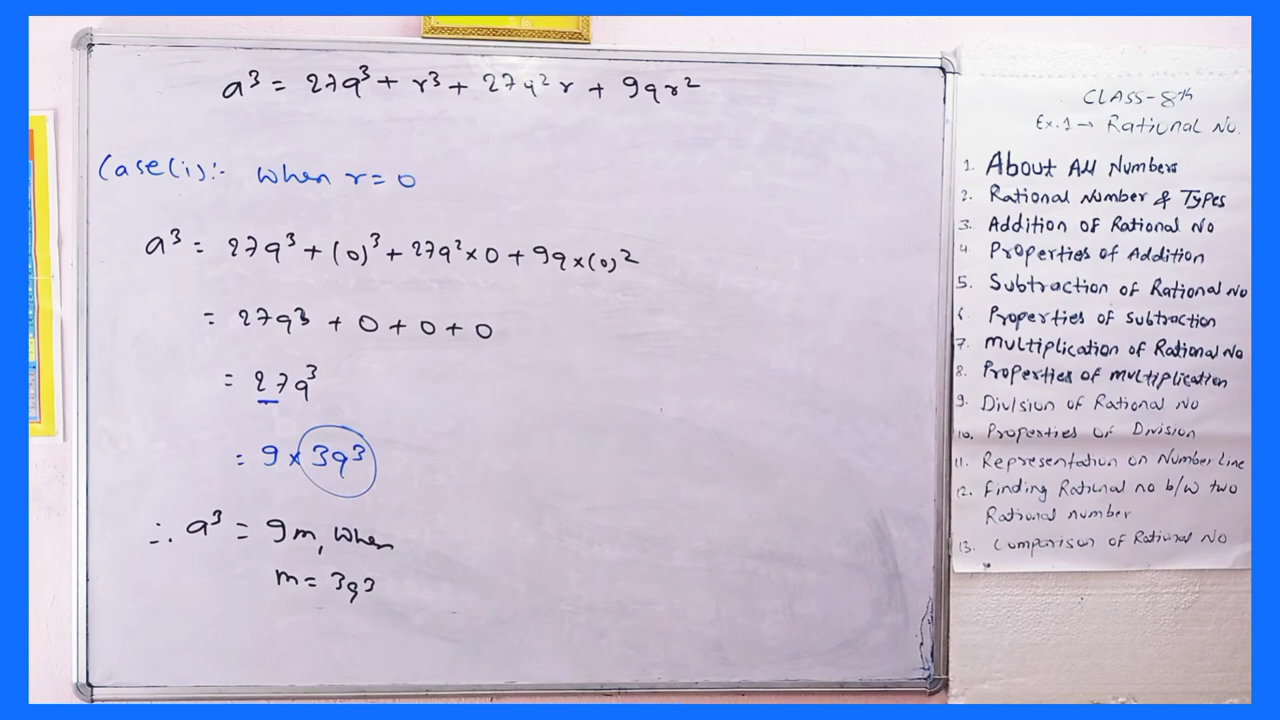 a³ = 27q³ + r³ + 27q²r + 9qr²
Case(i):- when r=0
a³ = 27q³ + (0)³ + 27q²×0 + 9q×(0)²
= 27q³ + 0 + 0 + 0
= 27q³
= 9 × 3q³
∴ a³ = 9m, when
m = 3q³
CLASS-8th
Ex.1→ Rational No.
1. About All Numbers
2. Rational Number & Types
3. Addition of Rational No
4. Properties of Addition
5. Subtraction of Rational No
6. Properties of Subtraction
7. Multiplication of Rational No
8. Properties of multiplication
9. Division of Rational No
10. Properties of Division
11. Representation on Number Line
12. Finding Rational no b/w two
Rational number
13. Comparison of Rational No